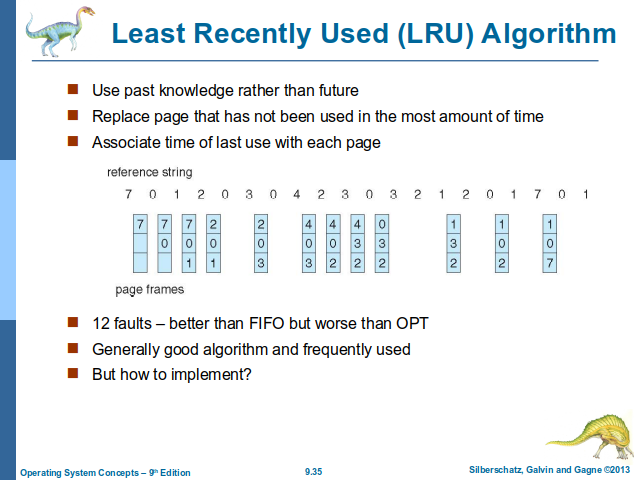 Least Recently Used (LRU) Algorithm
Use past knowledge rather than future
Replace page that has not been used in the most amount of time
Associate time of last use with each page
reference string
7 0 1 2 0 3 0 4 2 3 0 3 2 1 2 0 1 7 0 1
7 7 7 2 2 4 4 4 0 1 1 1
0 0 0 0 0 0 3 3 3 0 0
1 1 3 3 2 2 2 2 2 7
page frames
12 faults – better than FIFO but worse than OPT
Generally good algorithm and frequently used
But how to implement?
Operating System Concepts – 9th Edition 9.35 Silberschatz, Galvin and Gagne ©2013